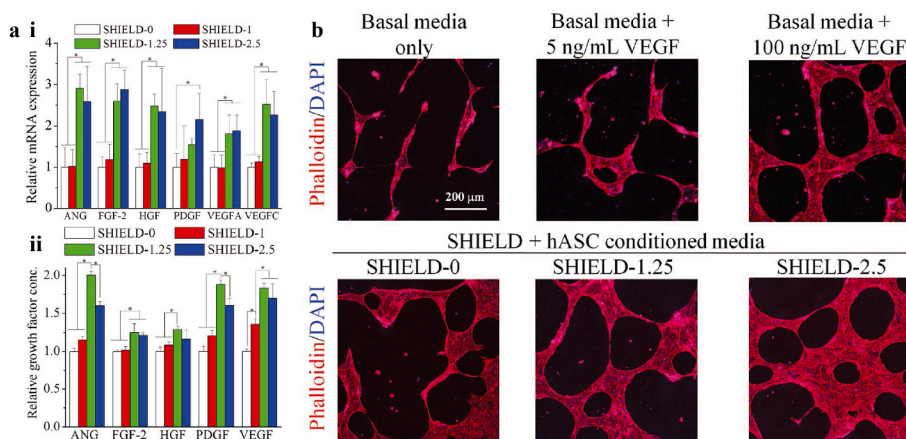 a i
SHIELD-0 SHIELD-1
SHIELD-1.25 SHIELD-2.5
Relative mRNA expression
4
3
2
1
0
* * * * * *
ANG FGF-2 HGF PDGF VEGFA VEGFC
ii
SHIELD-0 SHIELD-1
SHIELD-1.25 SHIELD-2.5
Relative growth factor conc.
2.0
1.5
1.0
0.5
0.0
* * * * * * * *
ANG FGF-2 HGF PDGF VEGF
b
Basal media
only
Basal media +
5 ng/mL VEGF
Basal media +
100 ng/mL VEGF
Phalloidin/DAPI
200 μm
SHIELD + hASC conditioned media
SHIELD-0 SHIELD-1.25 SHIELD-2.5
Phalloidin/DAPI